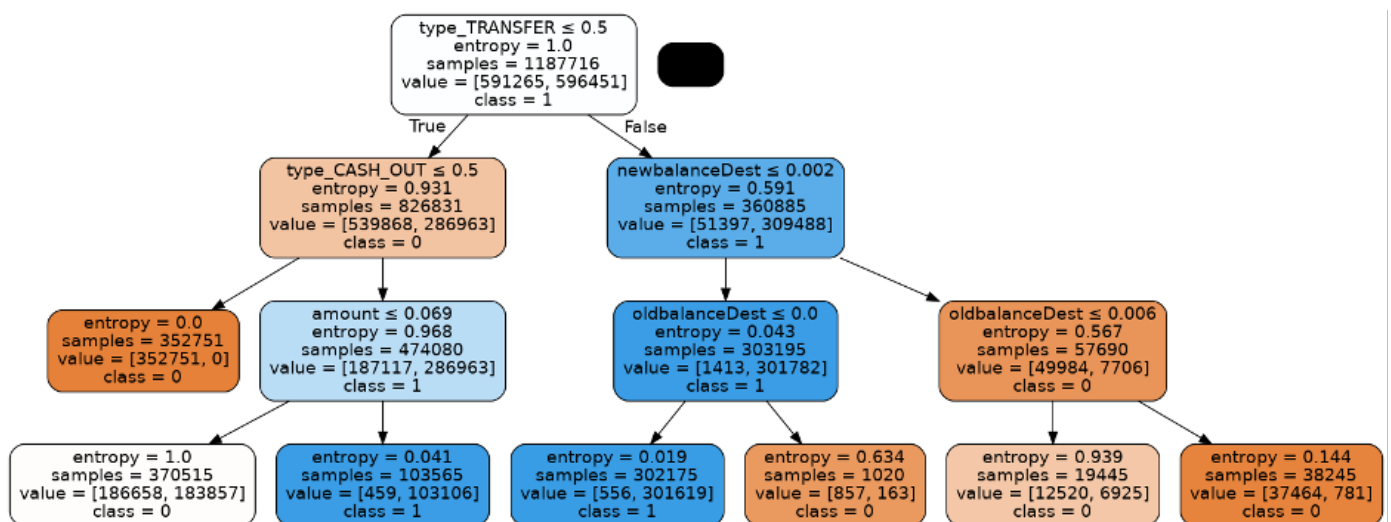 type_TRANSFER ≤ 0.5
entropy = 1.0
samples = 1187716
value = [591265, 596451]
class = 1
True
False
type_CASH_OUT ≤ 0.5
entropy = 0.931
samples = 826831
value = [539868, 286963]
class = 0
newbalanceDest ≤ 0.002
entropy = 0.591
samples = 360885
value = [51397, 309488]
class = 1
entropy = 0.0
samples = 352751
value = [352751, 0]
class = 0
amount ≤ 0.069
entropy = 0.968
samples = 474080
value = [187117, 286963]
class = 1
oldbalanceDest ≤ 0.0
entropy = 0.043
samples = 303195
value = [1413, 301782]
class = 1
oldbalanceDest ≤ 0.006
entropy = 0.567
samples = 57690
value = [49984, 7706]
class = 0
entropy = 1.0
samples = 370515
value = [186658, 183857]
class = 0
entropy = 0.041
samples = 103565
value = [459, 103106]
class = 1
entropy = 0.019
samples = 302175
value = [556, 301619]
class = 1
entropy = 0.634
samples = 1020
value = [857, 163]
class = 0
entropy = 0.939
samples = 19445
value = [12520, 6925]
class = 0
entropy = 0.144
samples = 38245
value = [37464, 781]
class = 0